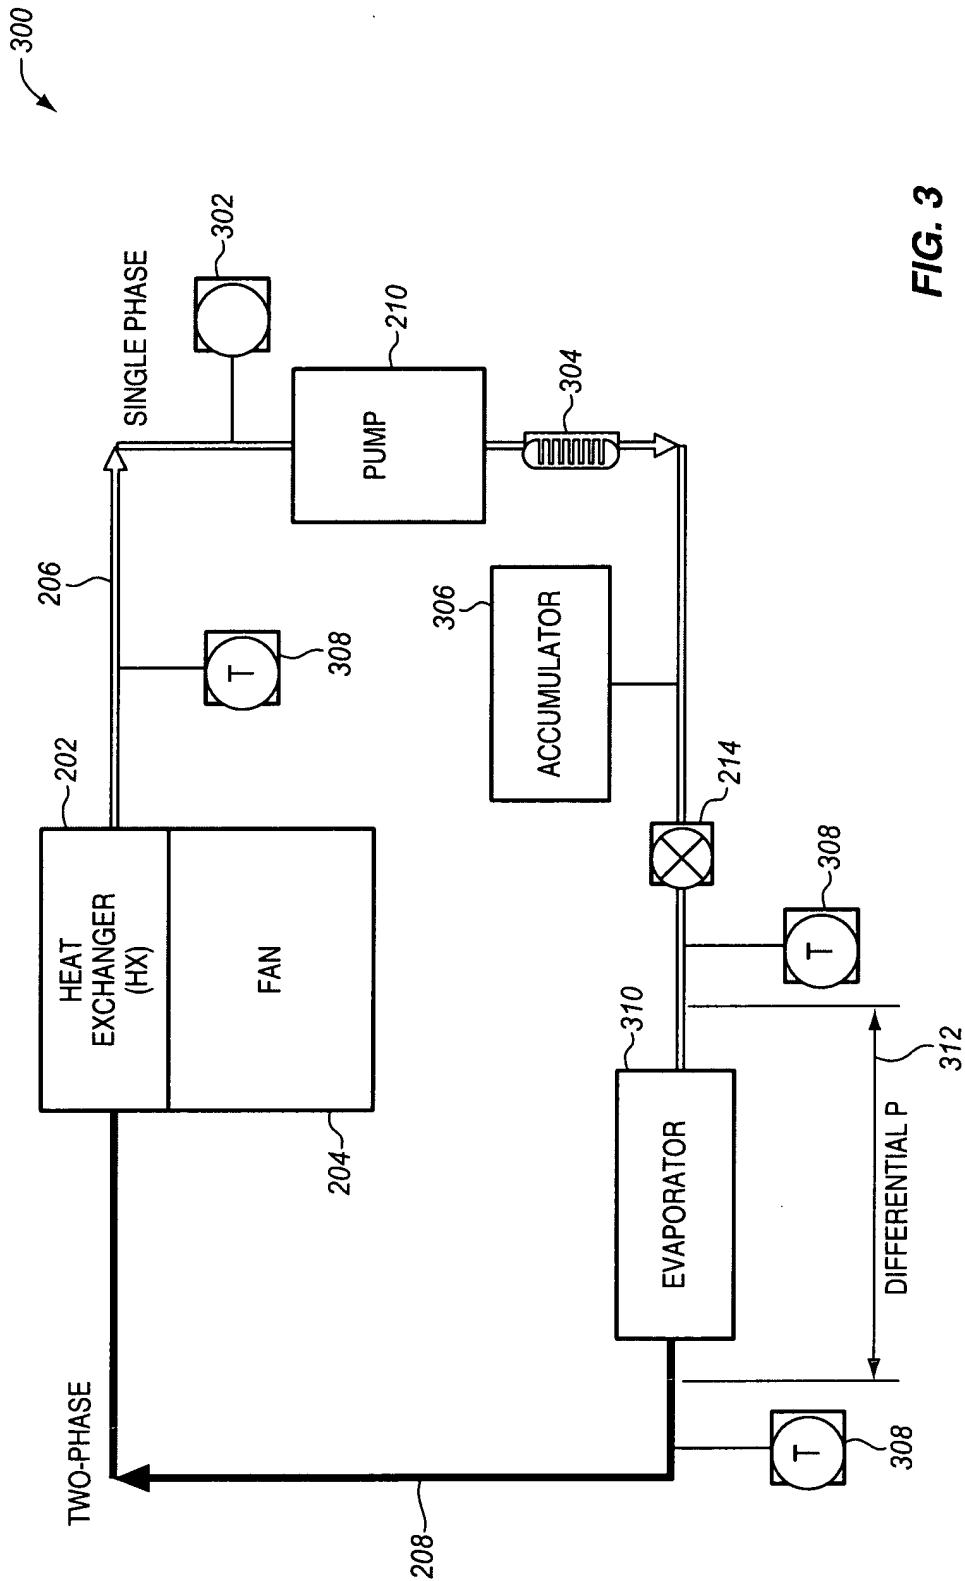 300
SINGLE PHASE
302
206
PUMP
210
304
T
308
202
HEAT
EXCHANGER
(HX)
FAN
204
306
ACCUMULATOR
214
T
308
310
EVAPORATOR
312
DIFFERENTIAL P
TWO-PHASE
208
T
308
FIG. 3